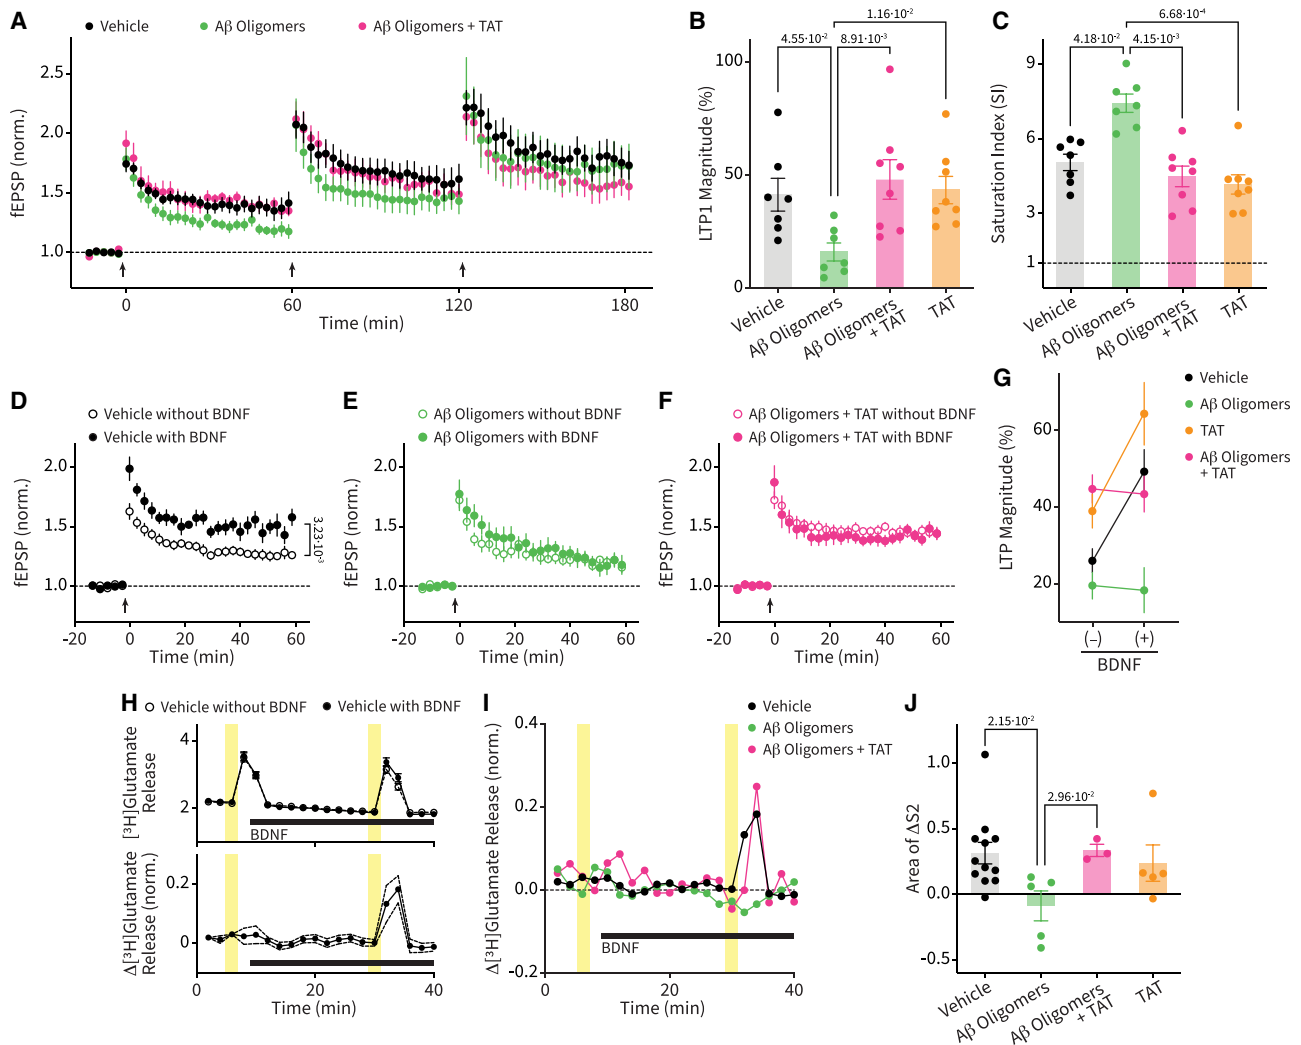 A
Vehicle
Aβ Oligomers
Aβ Oligomers + TAT
fEPSP (norm.)
2.5
2.0
1.5
1.0
0
60
120
180
Time (min)
B
1.16·10-2
4.55·10-2
8.91·10-3
LTP1 Magnitude (%)
100
50
0
Vehicle
Aβ Oligomers
Aβ Oligomers
+ TAT
TAT
C
6.68·10-4
4.18·10-2
4.15·10-3
Saturation Index (SI)
9
6
3
1
Vehicle
Aβ Oligomers
Aβ Oligomers
+ TAT
TAT
D
Vehicle without BDNF
Vehicle with BDNF
fEPSP (norm.)
2.0
1.5
1.0
3.23·10-3
-20
0
20
40
60
Time (min)
E
Aβ Oligomers without BDNF
Aβ Oligomers with BDNF
fEPSP (norm.)
2.0
1.5
1.0
-20
0
20
40
60
Time (min)
F
Aβ Oligomers + TAT without BDNF
Aβ Oligomers + TAT with BDNF
fEPSP (norm.)
2.0
1.5
1.0
-20
0
20
40
60
Time (min)
G
Vehicle
Aβ Oligomers
TAT
Aβ Oligomers
+ TAT
LTP Magnitude (%)
60
40
20
(–)
(+)
BDNF
H
Vehicle without BDNF
Vehicle with BDNF
[³H]Glutamate
Release
4
2
BDNF
Δ[³H]Glutamate
Release (norm.)
0.2
0
0
20
40
Time (min)
I
Vehicle
Aβ Oligomers
Aβ Oligomers + TAT
Δ[³H]Glutamate Release (norm.)
0.4
0.2
0.0
-0.2
BDNF
0
20
40
Time (min)
J
2.15·10-2
2.96·10-2
Area of ΔS2
1.0
0.5
0.0
-0.5
Vehicle
Aβ Oligomers
Aβ Oligomers
+ TAT
TAT